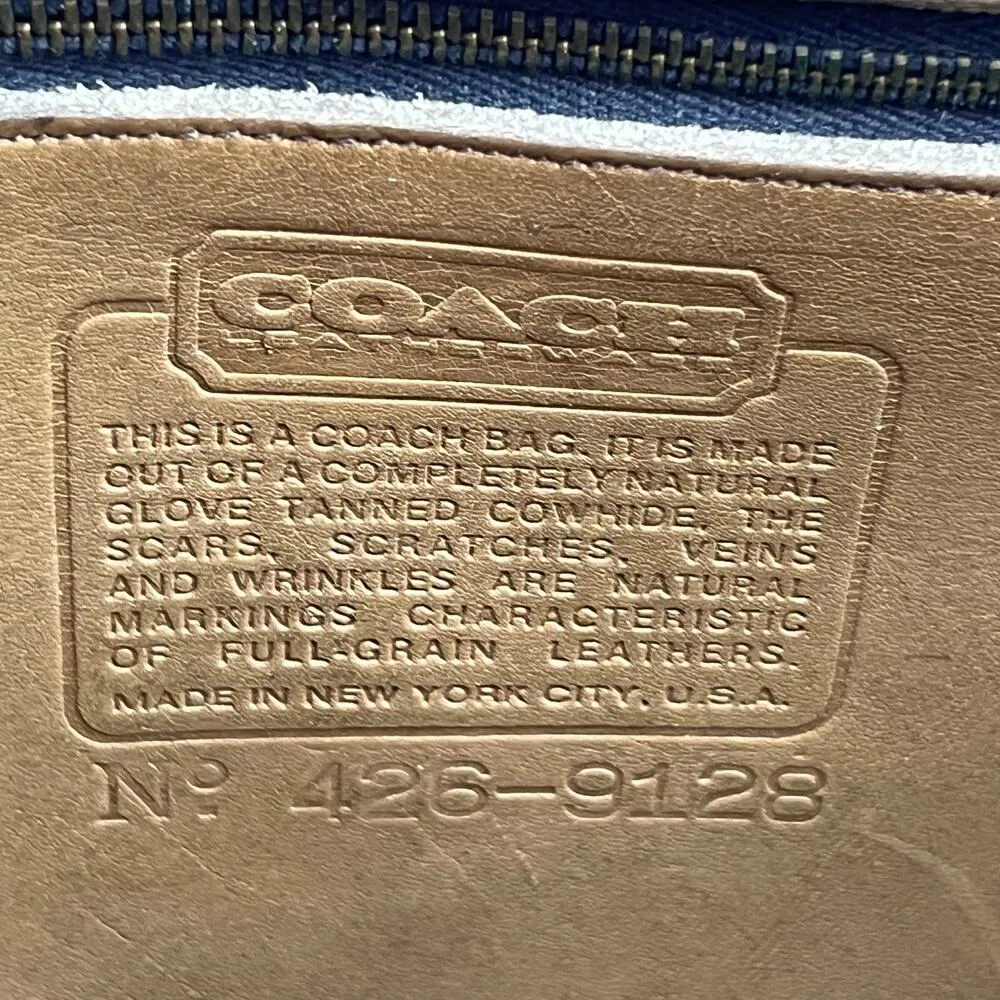 COACH
LEATHERWARE
THIS IS A COACH BAG. IT IS MADE
OUT OF A COMPLETELY NATURAL
GLOVE TANNED COWHIDE. THE
SCARS, SCRATCHES, VEINS
AND WRINKLES ARE NATURAL
MARKINGS CHARACTERISTIC
OF FULL-GRAIN LEATHERS.
MADE IN NEW YORK CITY, U.S.A.
Nº 426-9128